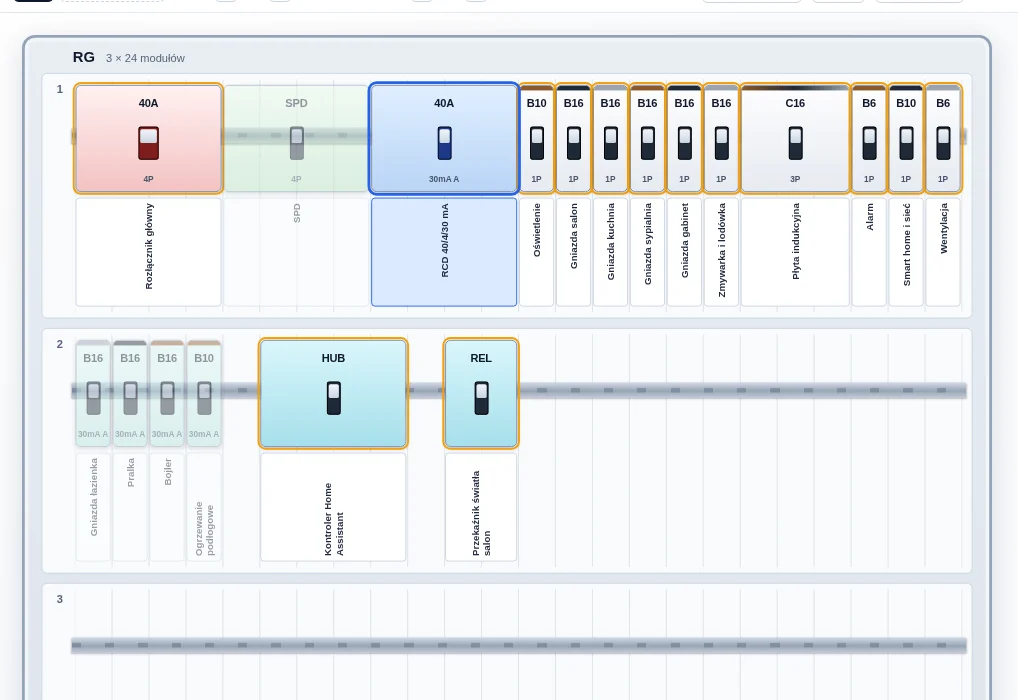 RG 3 × 24 modułów
1
40A SPD 40A B10 B16 B16 B16 B16 B16 C16 B6 B10 B6
4P 4P 30mA A 1P 1P 1P 1P 1P 1P 3P 1P 1P 1P
Rozłącznik główny
SPD
RCD 40/4/30 mA
Oświetlenie
Gniazda salon
Gniazda kuchnia
Gniazda sypialnia
Gniazda gabinet
Zmywarka i lodówka
Płyta indukcyjna
Alarm
Smart home i sieć
Wentylacja
2
B16 B16 B16 B10 HUB REL
30mA A 30mA A 30mA A 30mA A
Gniazda łazienka
Pralka
Bojler
Ogrzewanie
podłogowe
Kontroler Home
Assistant
Przekaźnik światła
salon
3